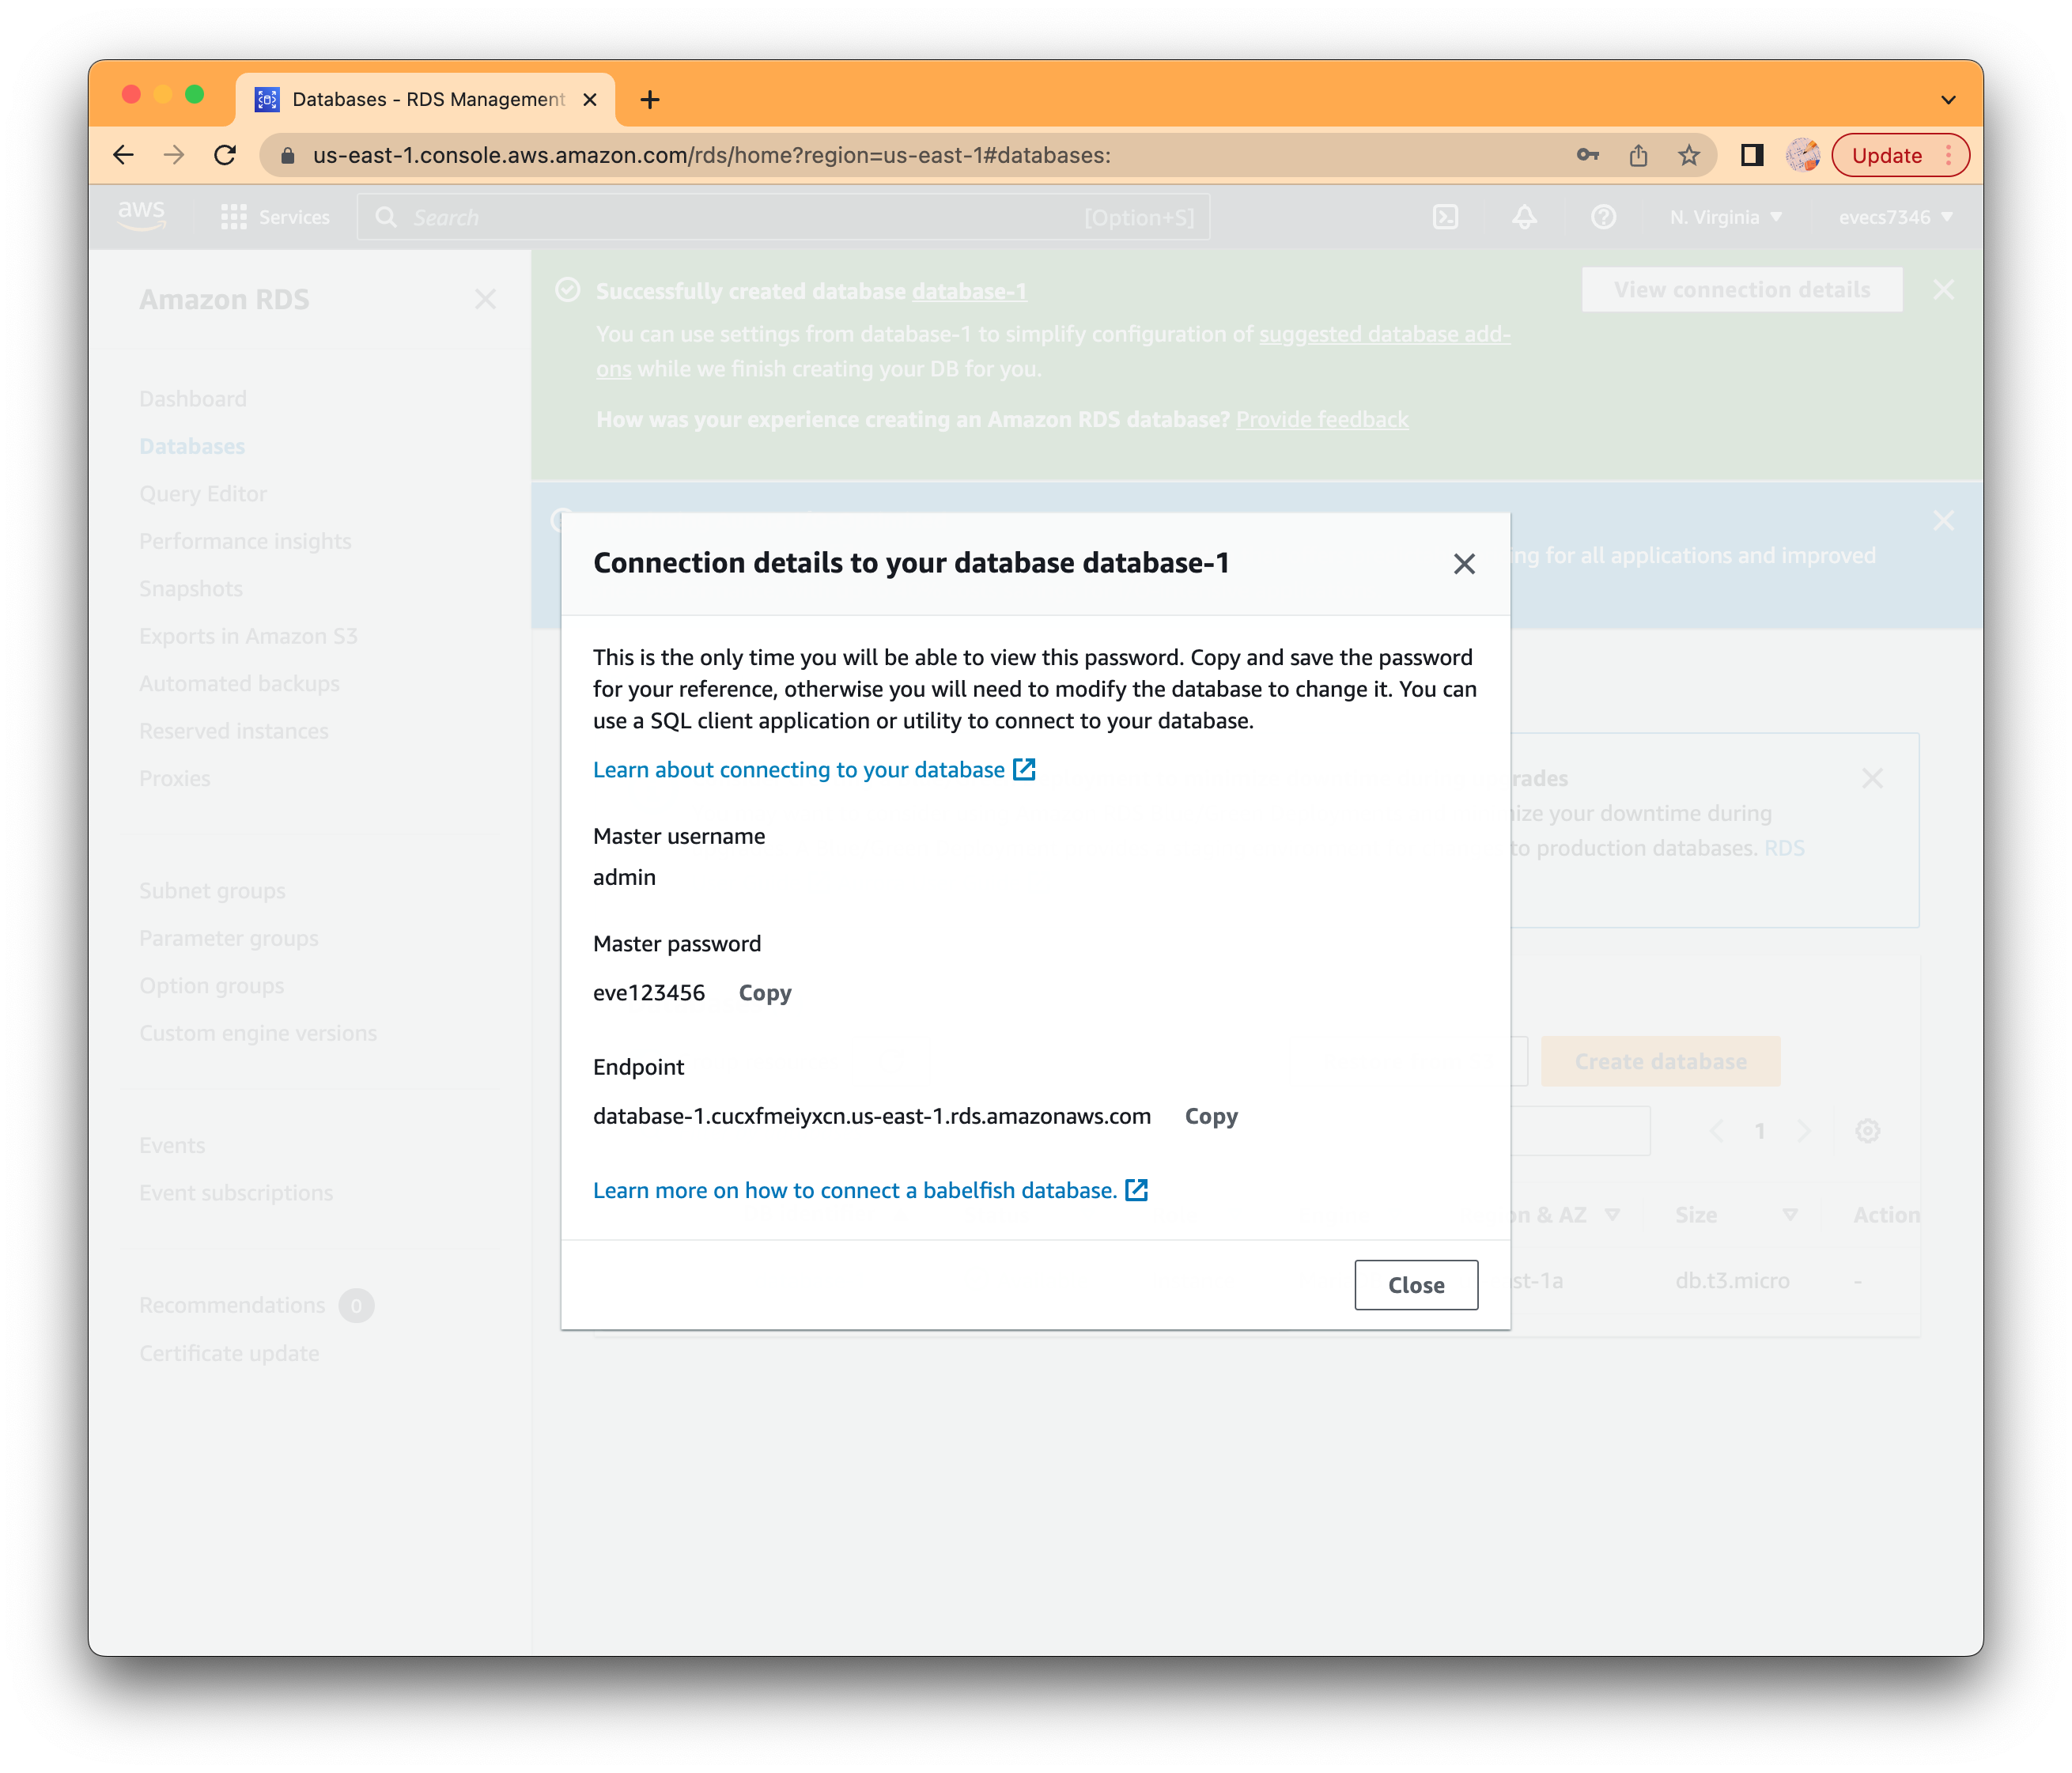 Databases - RDS Management
us-east-1.console.aws.amazon.com/rds/home?region=us-east-1#databases:
Update
aws
Services
Search
[Option+S]
N. Virginia
evecs7346
Amazon RDS
Dashboard
Databases
Query Editor
Performance insights
Snapshots
Exports in Amazon S3
Automated backups
Reserved instances
Proxies
Subnet groups
Parameter groups
Option groups
Custom engine versions
Events
Event subscriptions
Recommendations 0
Certificate update
Successfully created database database-1
View connection details
You can use settings from database-1 to simplify configuration of suggested database add-
ons while we finish creating your DB for you.
How was your experience creating an Amazon RDS database? Provide feedback
for all applications and improved
Connection details to your database database-1
This is the only time you will be able to view this password. Copy and save the password
for your reference, otherwise you will need to modify the database to change it. You can
use a SQL client application or utility to connect to your database.
Learn about connecting to your database
Master username
admin
Master password
eve123456 Copy
Endpoint
database-1.cucxfmeiyxcn.us-east-1.rds.amazonaws.com Copy
Learn more on how to connect a babelfish database.
Close
your downtime during
to production databases. RDS
Create database
1
& AZ
Size
Action
st-1a
db.t3.micro
-